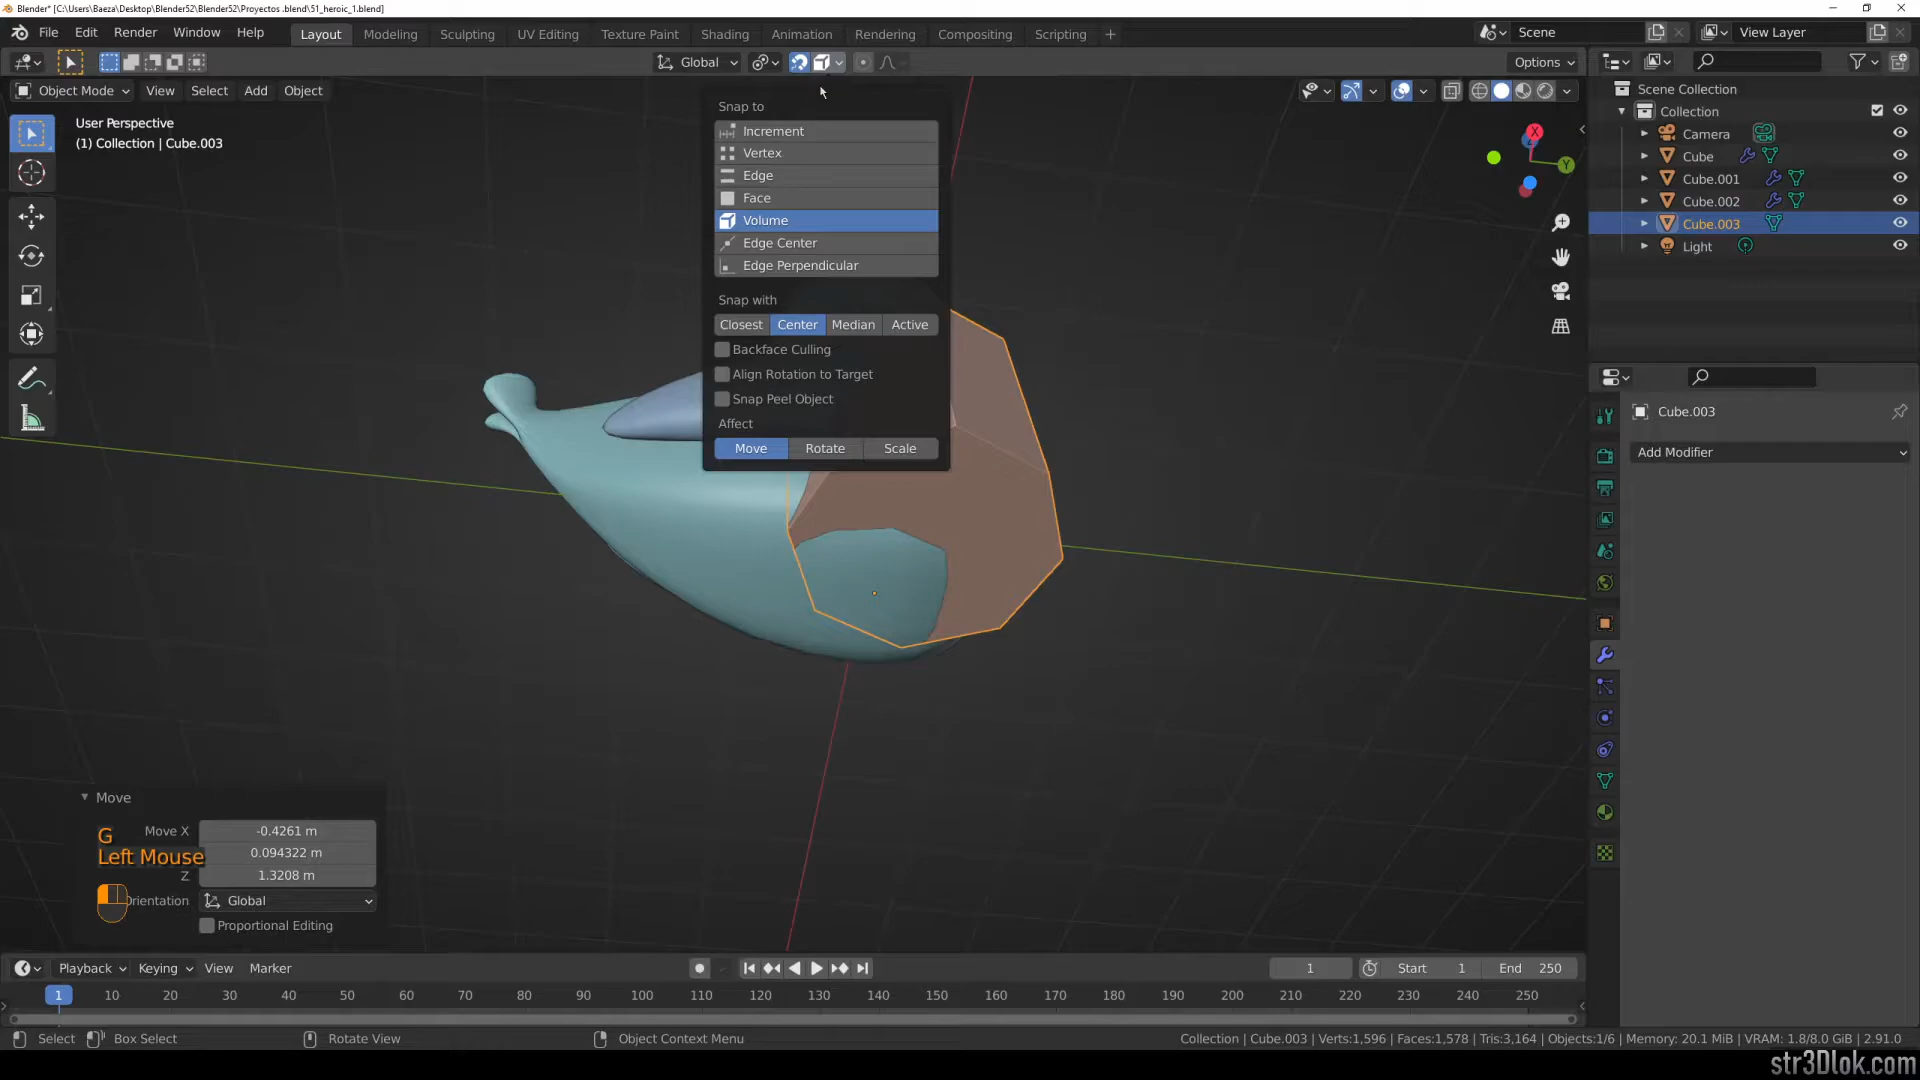 Blender* [C:\Users\Baeza\Desktop\Blender52\Blender52\Proyectos .blend\51_heroic_1.blend]
File Edit Render Window Help Layout Modeling Sculpting UV Editing Texture Paint Shading Animation Rendering Compositing Scripting + Scene View Layer
Global Options
Object Mode View Select Add Object
User Perspective
(1) Collection | Cube.003
Snap to
Increment
Vertex
Edge
Face
Volume
Edge Center
Edge Perpendicular
Snap with
Closest Center Median Active
Backface Culling
Align Rotation to Target
Snap Peel Object
Affect
Move Rotate Scale
X
Y
Scene Collection
Collection
Camera
Cube
Cube.001
Cube.002
Cube.003
Light
Cube.003
Add Modifier
Move
G
Move X -0.4261 m
Left Mouse 0.094322 m
Z 1.3208 m
Orientation Global
Proportional Editing
Playback Keying View Marker 1 Start 1 End 250
1 10 20 30 40 50 60 70 80 90 100 110 120 130 140 150 160 170 180 190 200 210 220 230 240 250
Select Box Select Rotate View Object Context Menu Collection | Cube.003 | Verts:1,596 | Faces:1,578 | Tris:3,164 | Objects:1/6 | Memory: 20.1 MiB | VRAM: 1.8/8.0 GiB | 2.91.0
str3Dlok.com